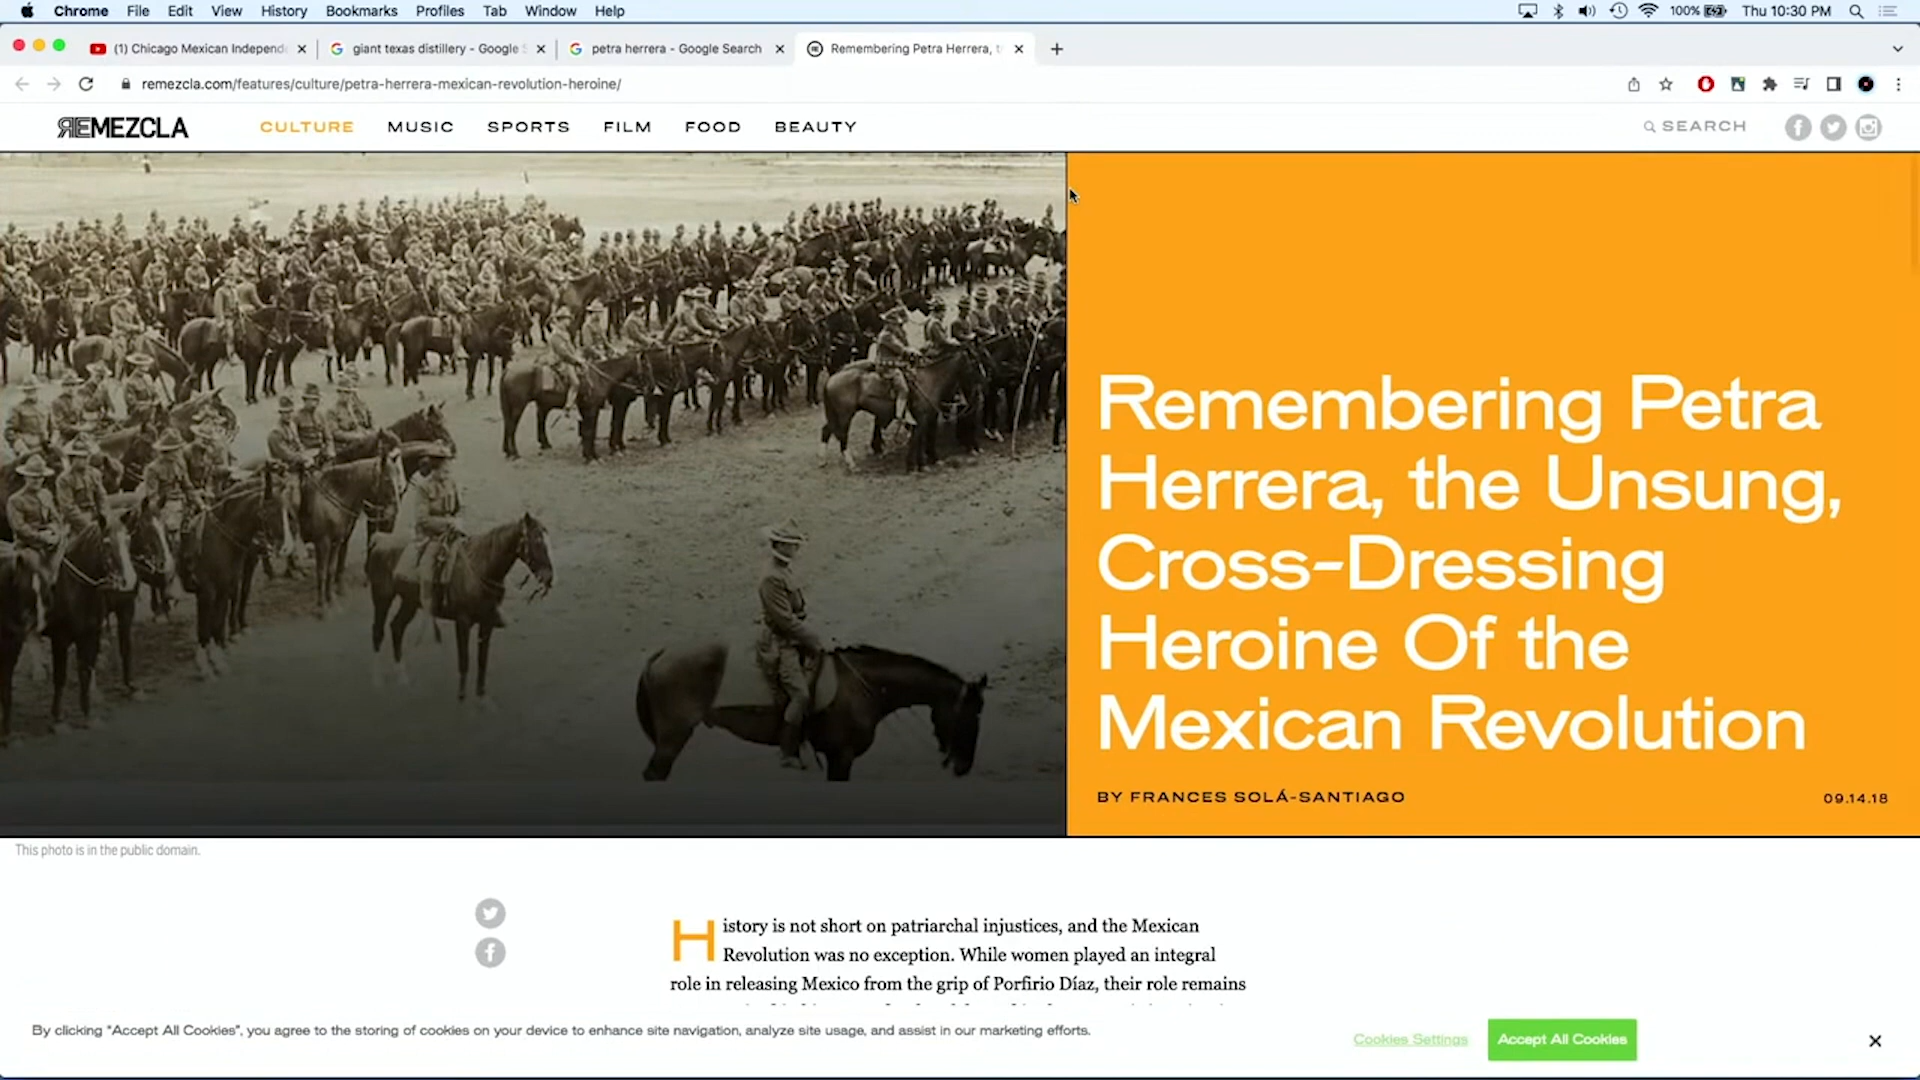 Chrome File Edit View History Bookmarks Profiles Tab Window Help 100% Thu 10:30 PM
(1) Chicago Mexican Independ giant texas distillery - Google petra herrera - Google Search Remembering Petra Herrera, t
remezcla.com/features/culture/petra-herrera-mexican-revolution-heroine/
REMEZCLA CULTURE MUSIC SPORTS FILM FOOD BEAUTY SEARCH
Remembering Petra
Herrera, the Unsung,
Cross-Dressing
Heroine Of the
Mexican Revolution
BY FRANCES SOLÁ-SANTIAGO 09.14.18
This photo is in the public domain.
History is not short on patriarchal injustices, and the Mexican
Revolution was no exception. While women played an integral
role in releasing Mexico from the grip of Porfirio Díaz, their role remains
By clicking "Accept All Cookies", you agree to the storing of cookies on your device to enhance site navigation, analyze site usage, and assist in our marketing efforts.
Cookies Settings Accept All Cookies